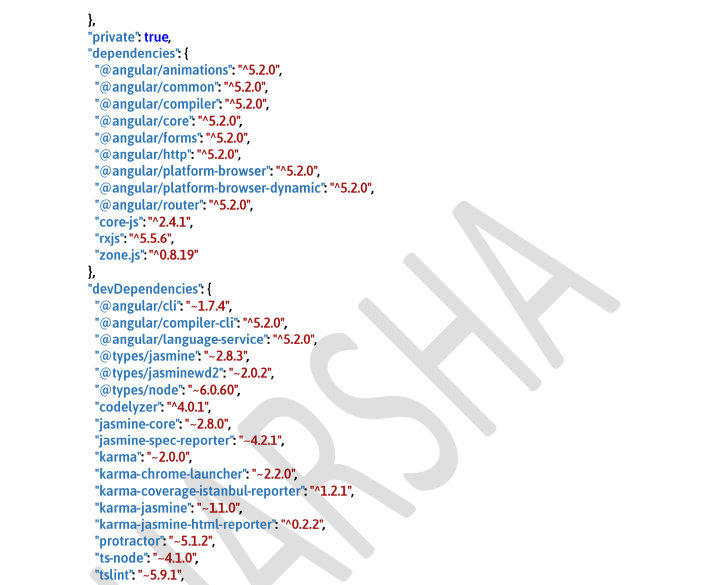 },
"private": true,
"dependencies": {
"@angular/animations": "^5.2.0",
"@angular/common": "^5.2.0",
"@angular/compiler": "^5.2.0",
"@angular/core": "^5.2.0",
"@angular/forms": "^5.2.0",
"@angular/http": "^5.2.0",
"@angular/platform-browser": "^5.2.0",
"@angular/platform-browser-dynamic": "^5.2.0",
"@angular/router": "^5.2.0",
"core-js": "^2.4.1",
"rxjs": "^5.5.6",
"zone.js": "^0.8.19"
},
"devDependencies": {
"@angular/cli": "~1.7.4",
"@angular/compiler-cli": "^5.2.0",
"@angular/language-service": "^5.2.0",
"@types/jasmine": "~2.8.3",
"@types/jasminewd2": "~2.0.2",
"@types/node": "~6.0.60",
"codelyzer": "^4.0.1",
"jasmine-core": "~2.8.0",
"jasmine-spec-reporter": "~4.2.1",
"karma": "~2.0.0",
"karma-chrome-launcher": "~2.2.0",
"karma-coverage-istanbul-reporter": "^1.2.1",
"karma-jasmine": "~1.1.0",
"karma-jasmine-html-reporter": "^0.2.2",
"protractor": "~5.1.2",
"ts-node": "~4.1.0",
"tslint": "~5.9.1",
HARSHA